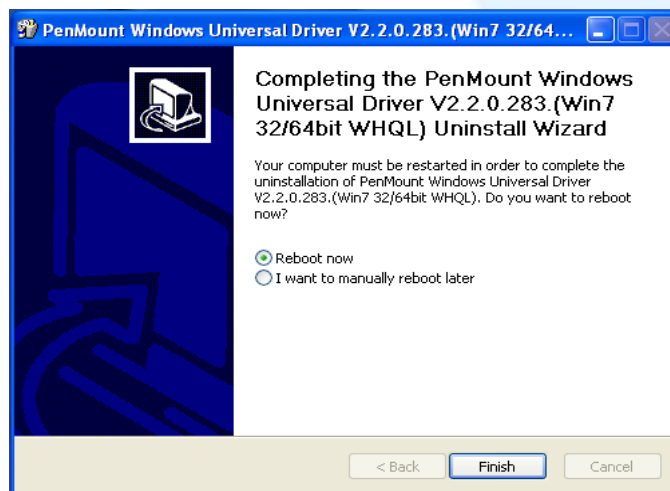 PenMount Windows Universal Driver V2.2.0.283.(Win7 32/64...
Completing the PenMount Windows
Universal Driver V2.2.0.283.(Win7
32/64bit WHQL) Uninstall Wizard
Your computer must be restarted in order to complete the
uninstallation of PenMount Windows Universal Driver
V2.2.0.283.(Win7 32/64bit WHQL). Do you want to reboot
now?
Reboot now
I want to manually reboot later
< Back
Finish
Cancel